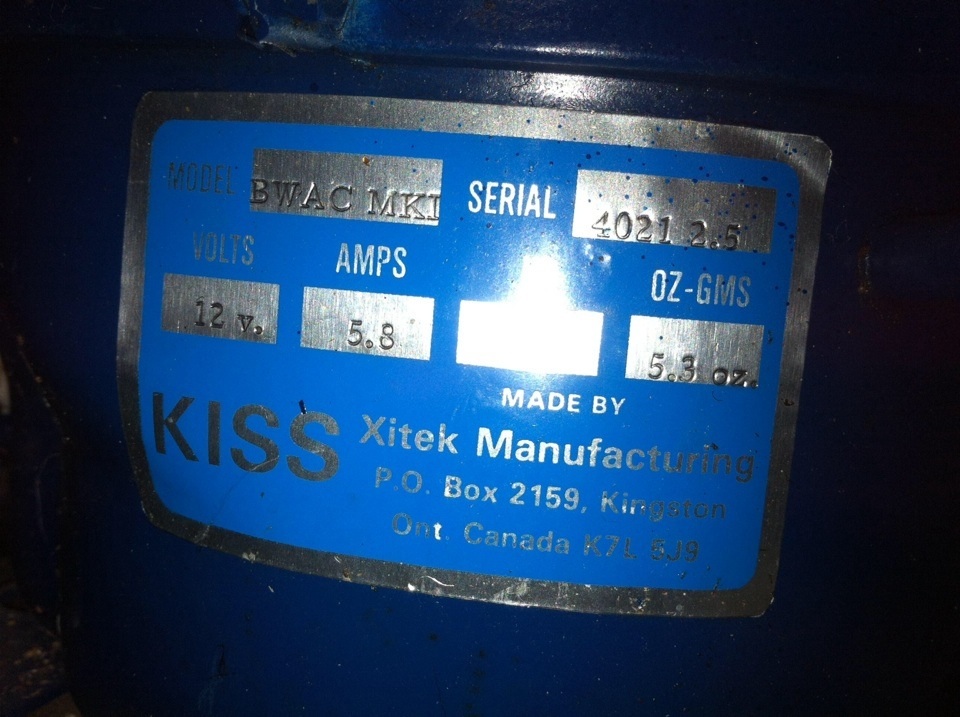 MODEL BWAC MKI SERIAL 4021 2.5
VOLTS AMPS OZ-GMS
12 v. 5.8 5.3 oz.
MADE BY
KISS Xitek Manufacturing
P.O. Box 2159, Kingston
Ont. Canada K7L 5J9